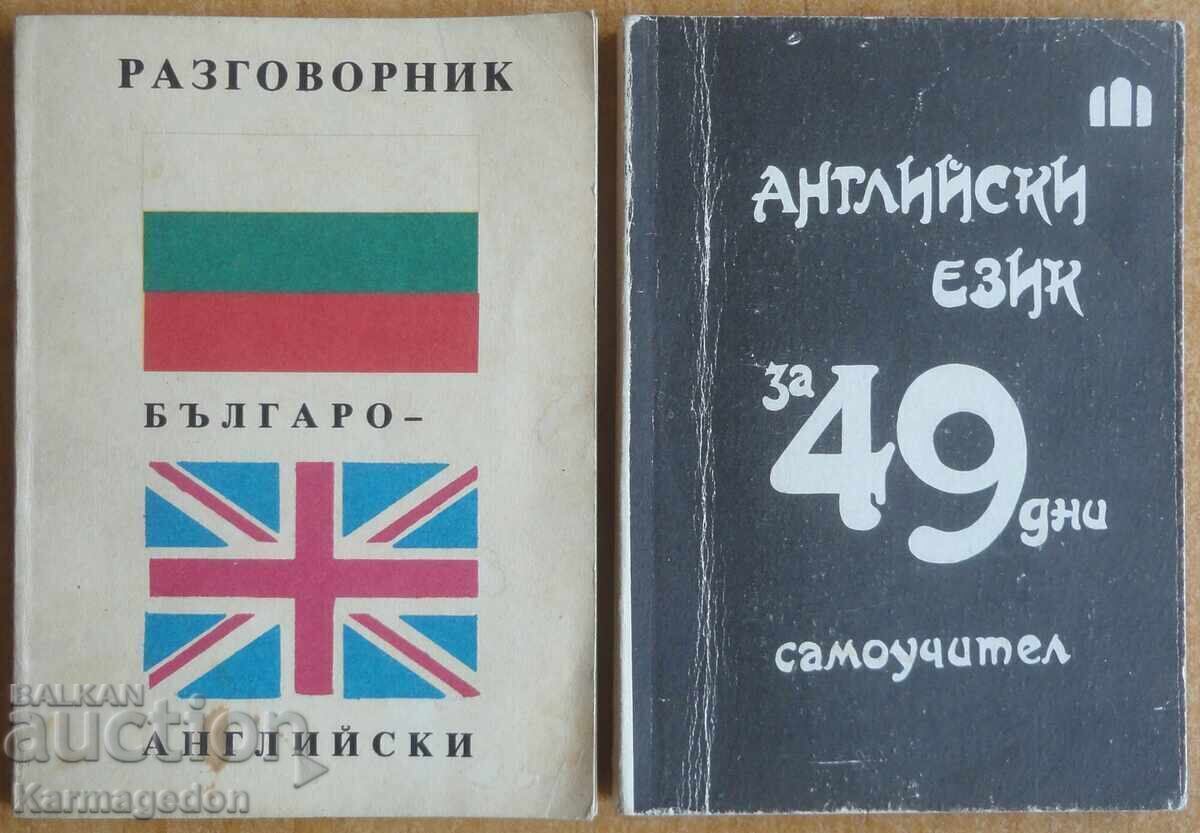 РАЗГОВОРНИК
БЪЛГАРО–
АНГЛИЙСКИ
АНГЛИЙСКИ
ЕЗИК
за 49 дни
самоучител
BALKAN
auction
Karmagedon